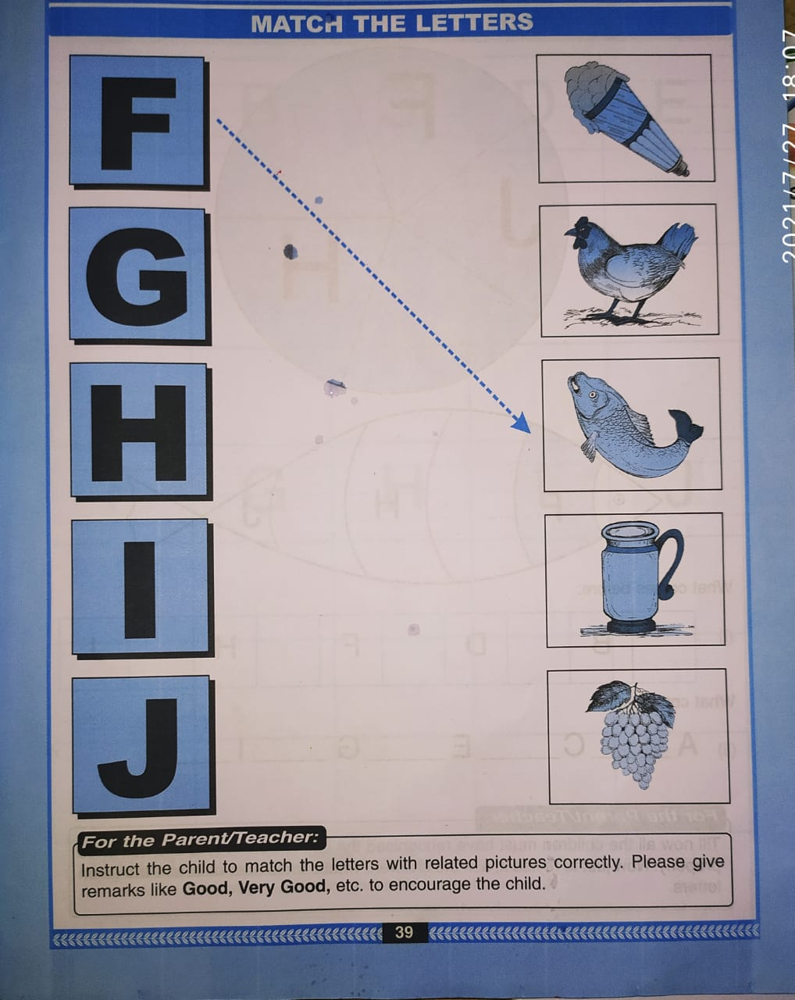 MATCH THE LETTERS
F
G
H
I
J
For the Parent/Teacher:
Instruct the child to match the letters with related pictures correctly. Please give
remarks like Good, Very Good, etc. to encourage the child.
39
2021/7/27 18:07